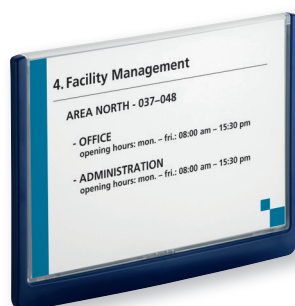 4. Facility Management
AREA NORTH - 037–048
- OFFICE
opening hours: mon. – fri.: 08:00 am – 15:30 pm
- ADMINISTRATION
opening hours: mon. – fri.: 08:00 am – 15:30 pm